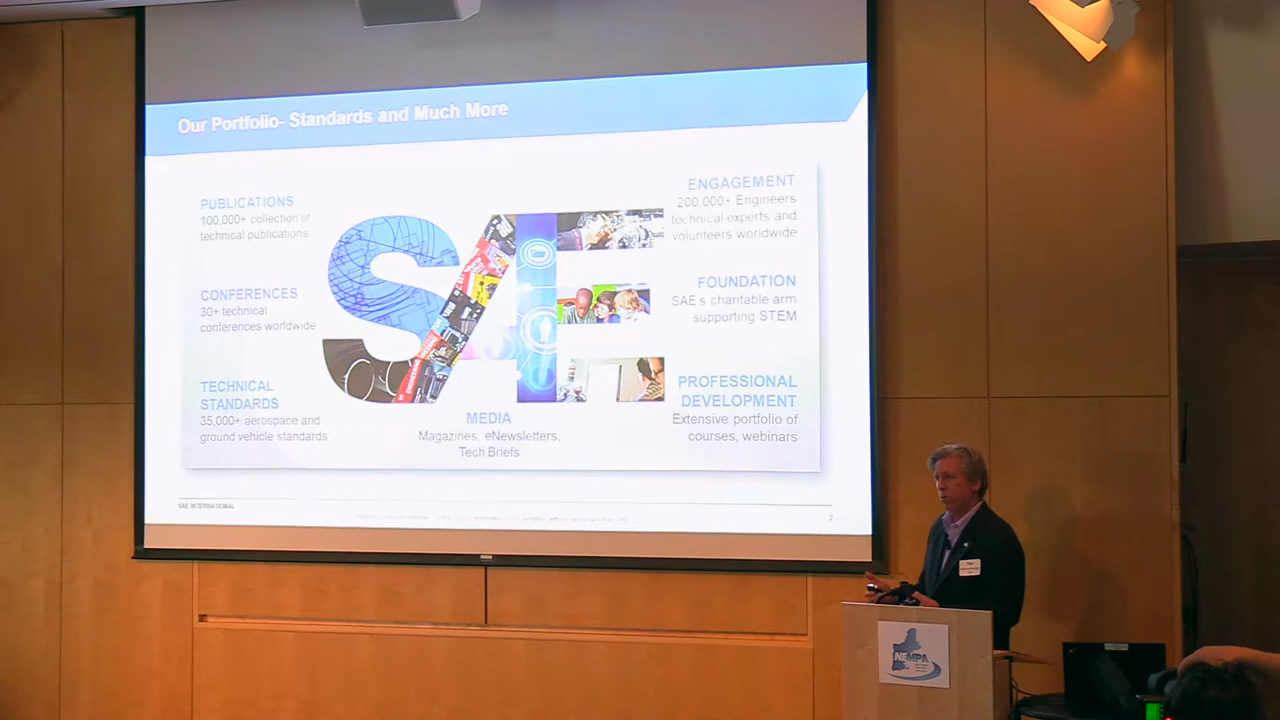 Our Portfolio- Standards and Much More
PUBLICATIONS
100,000+ collection of
technical publications
CONFERENCES
30+ technical
conferences worldwide
TECHNICAL
STANDARDS
35,000+ aerospace and
ground vehicle standards
SAE
MEDIA
Magazines, eNewsletters,
Tech Briefs
ENGAGEMENT
200,000+ Engineers
technical experts and
volunteers worldwide
FOUNDATION
SAE's charitable arm
supporting STEM
PROFESSIONAL
DEVELOPMENT
Extensive portfolio of
courses, webinars
SAE INTERNATIONAL
2
NEMPA